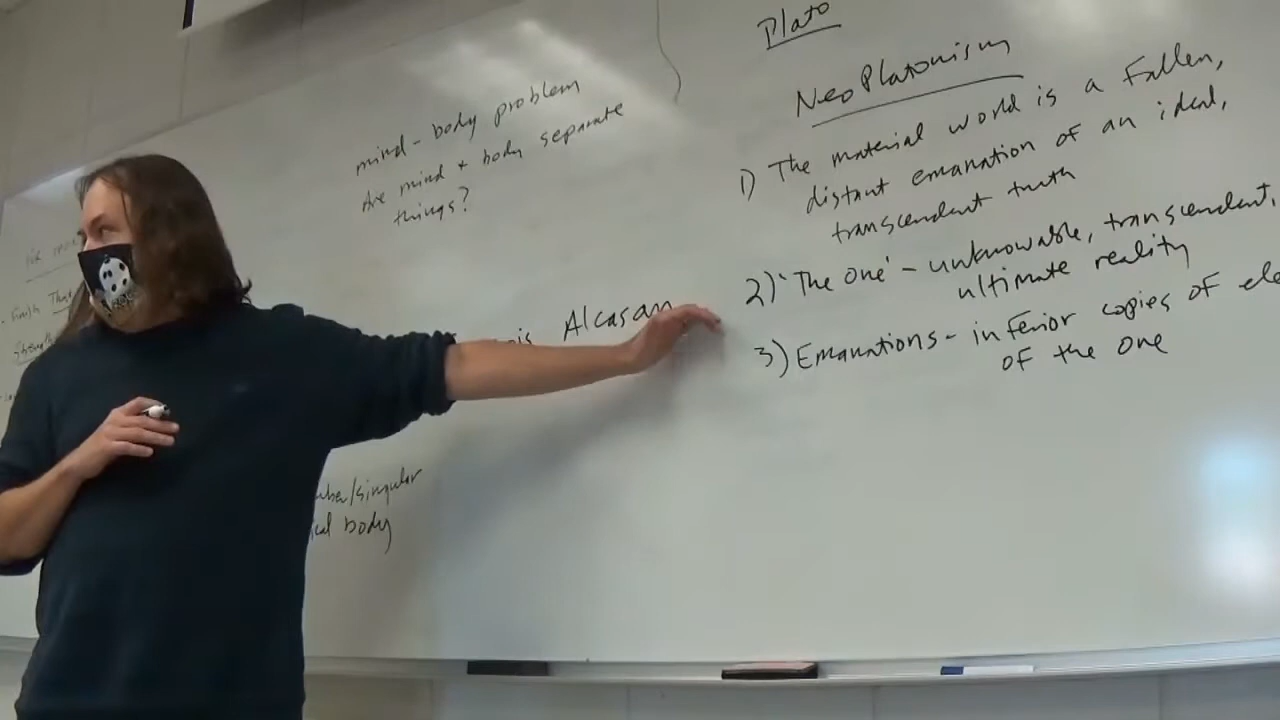 mind-body problem
Are mind + body separate
things?
Alcasan
singular
body
Plato
NeoPlatonism
1) The material world is a fallen,
distant emanation of an ideal,
transcendent truth
2) 'The one' - unknowable, transcendent,
ultimate reality
3) Emanations - inferior copies of ele
of the one